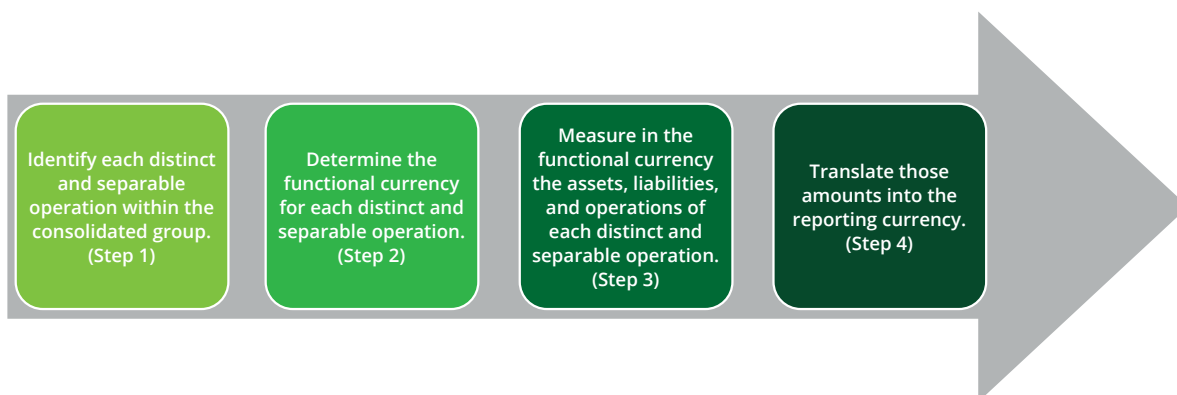 Identify each distinct
and separable
operation within the
consolidated group.
(Step 1)
Determine the
functional currency
for each distinct and
separable operation.
(Step 2)
Measure in the
functional currency
the assets, liabilities,
and operations of
each distinct and
separable operation.
(Step 3)
Translate those
amounts into the
reporting currency.
(Step 4)